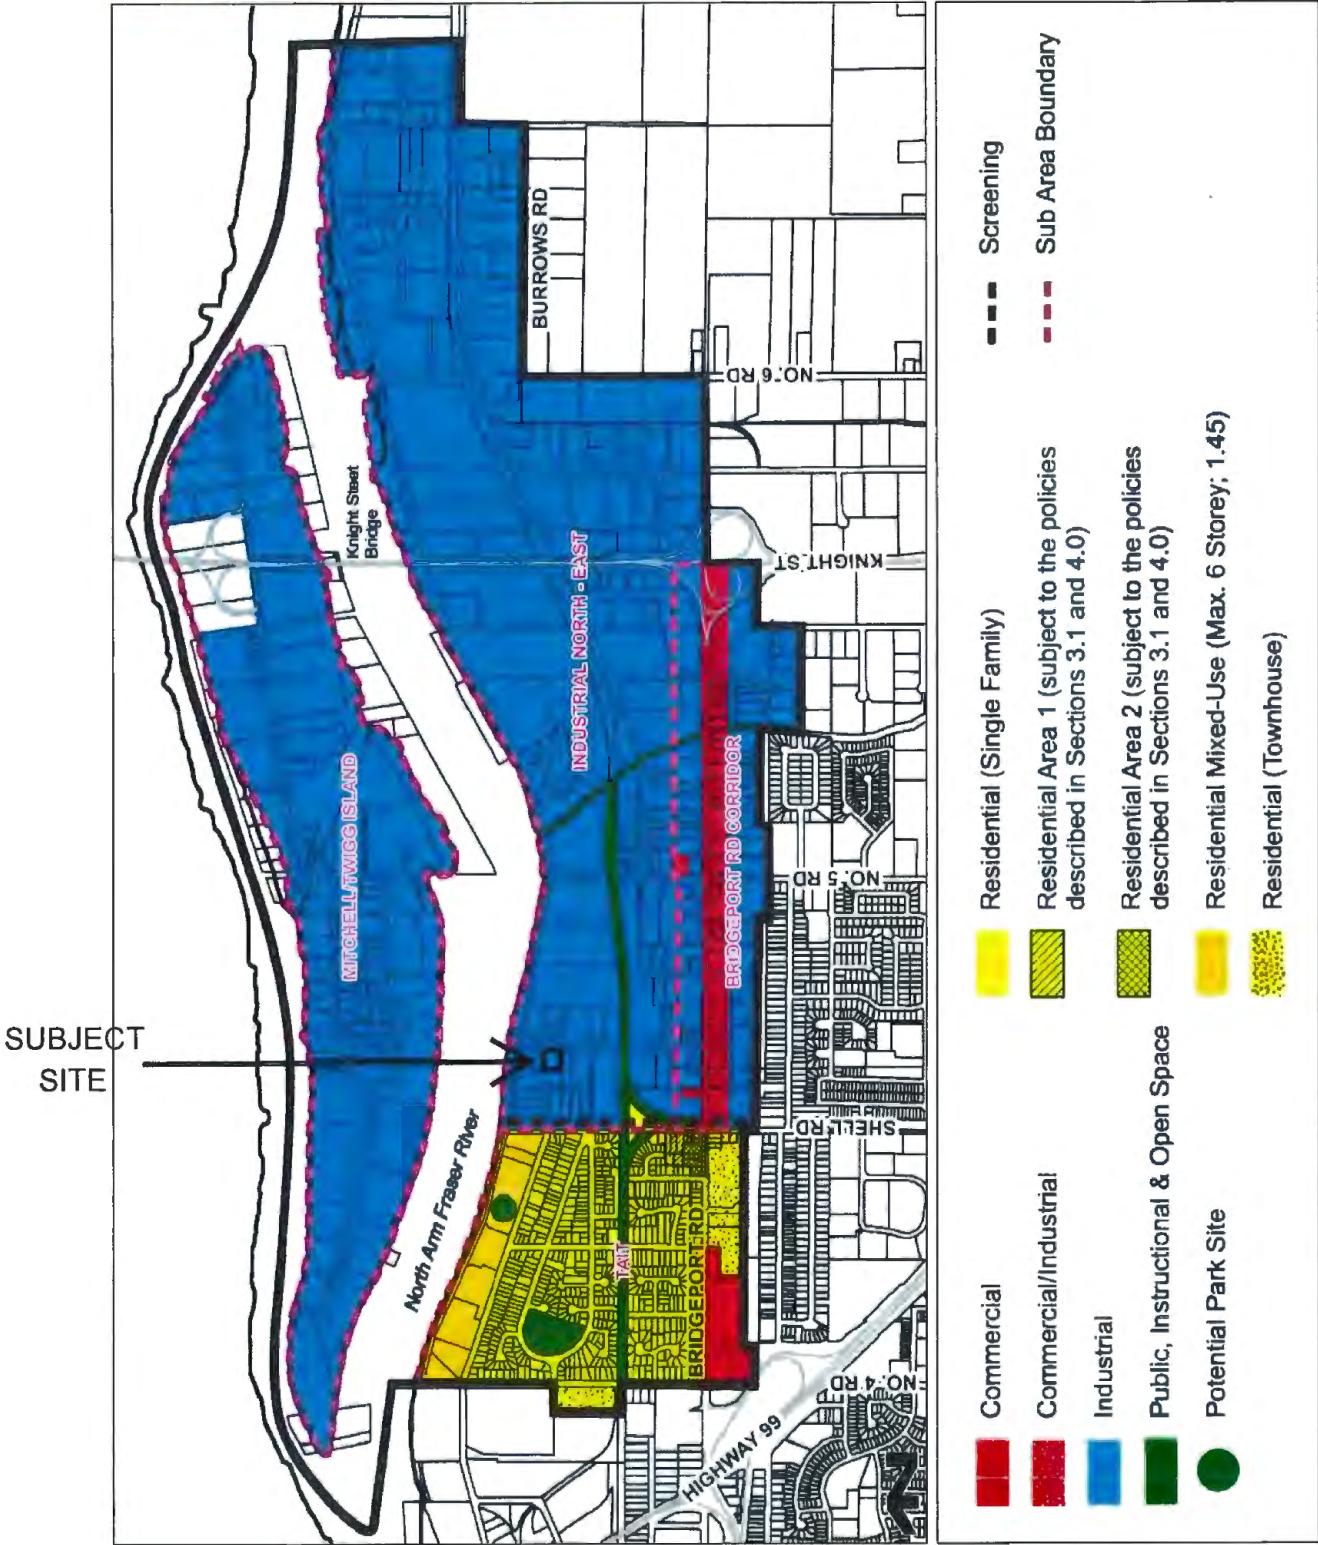 SUBJECT
SITE
MITCHELL/TWIGG ISLAND
Knight Steet
Bridge
North Arm Fraser River
INDUSTRIAL NORTH - EAST
BURROWS RD
NO. 6 RD
KNIGHT ST
BRIDGEPORT RD CORRIDOR
NO. 5 RD
SHELL RD
TAIT
BRIDGEPORT RD
NO. 4 RD
HIGHWAY 99
Commercial
Commercial/Industrial
Industrial
Public, Instructional & Open Space
Potential Park Site
Residential (Single Family)
Residential Area 1 (subject to the policies
described in Sections 3.1 and 4.0)
Residential Area 2 (subject to the policies
described in Sections 3.1 and 4.0)
Residential Mixed-Use (Max. 6 Storey; 1.45)
Residential (Townhouse)
Screening
Sub Area Boundary